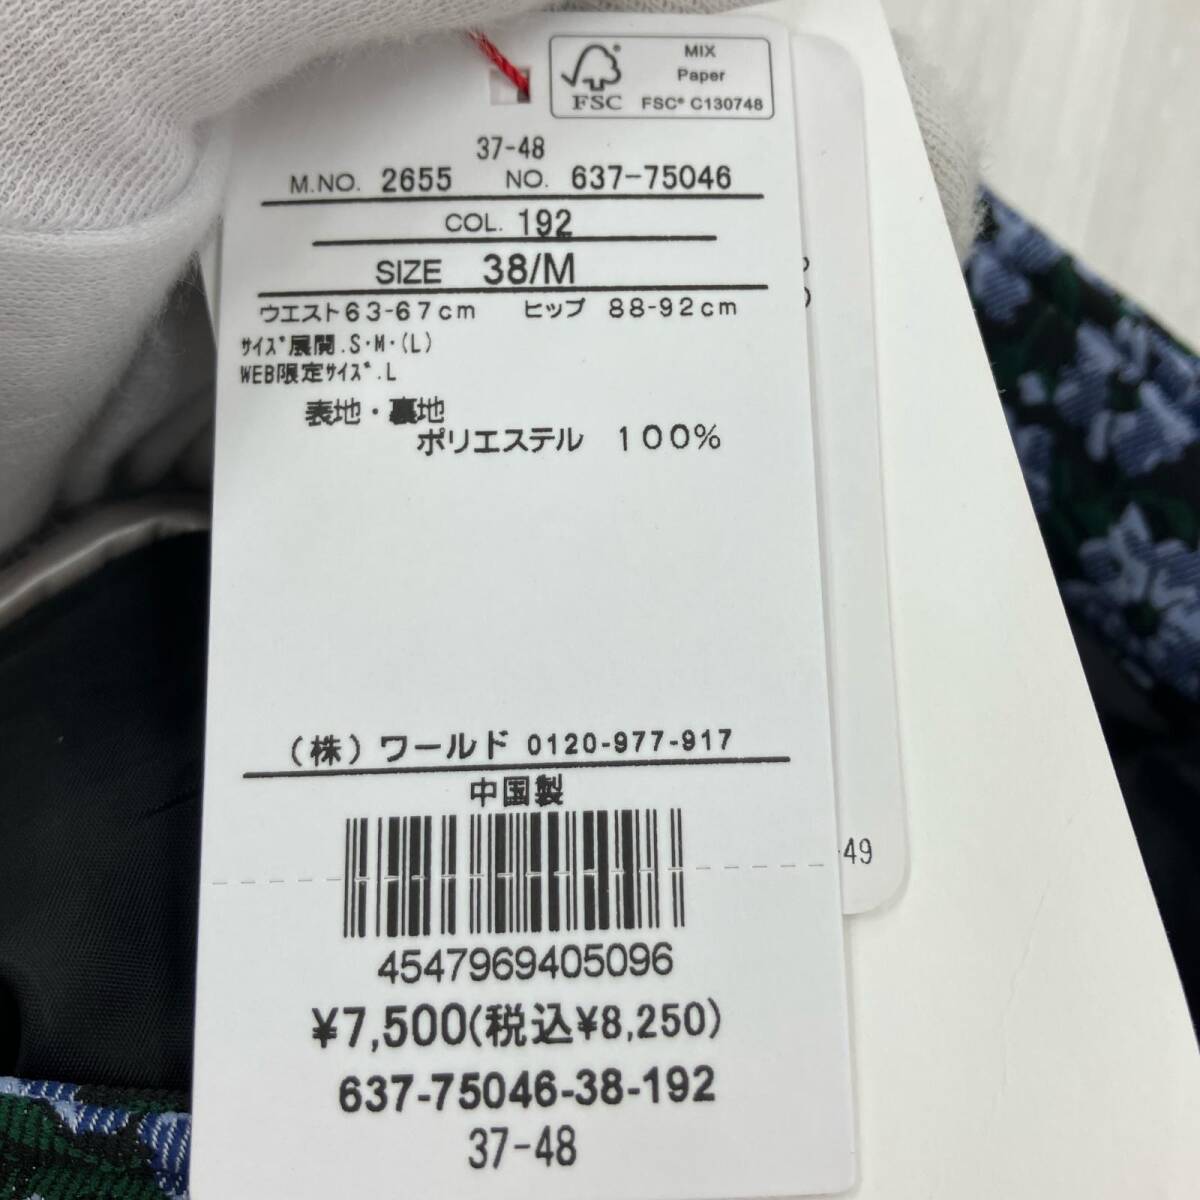 FSC
MIX
Paper
FSC® C130748
37-48
M.NO. 2655 NO. 637-75046
COL. 192
SIZE 38/M
ウエスト63-67cm ヒップ 88-92cm
サイズ展開.S・M・(L)
WEB限定サイズ.L
表地・裏地
ポリエステル 100%
(株)ワールド 0120-977-917
中国製
4547969405096
¥7,500(税込¥8,250)
637-75046-38-192
37-48
-49